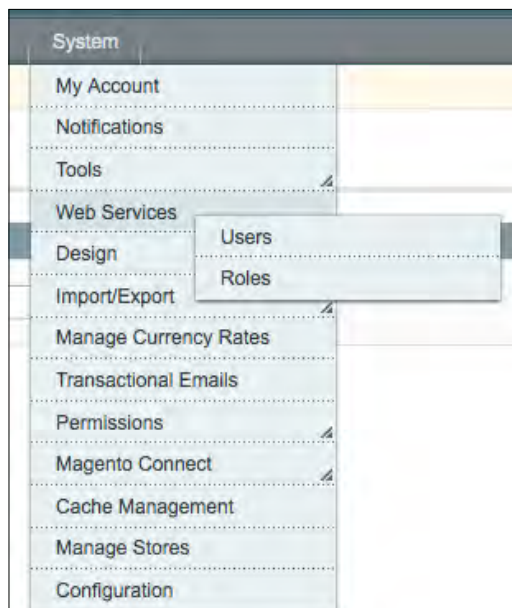 System
My Account
Notifications
Tools
Web Services
Users
Design
Roles
Import/Export
Manage Currency Rates
Transactional Emails
Permissions
Magento Connect
Cache Management
Manage Stores
Configuration